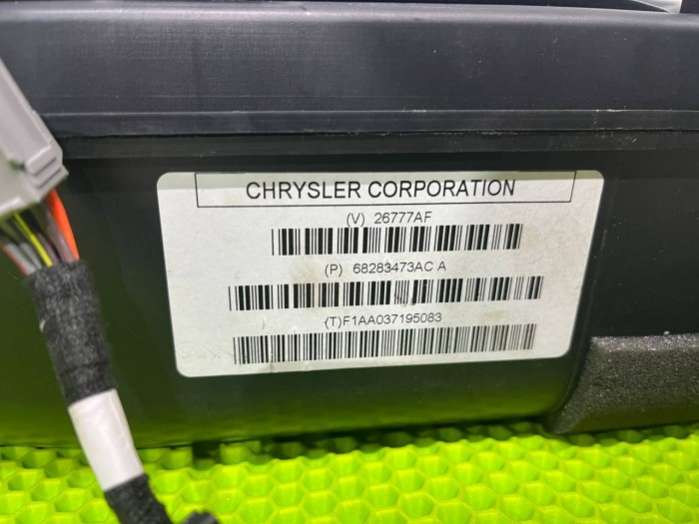 CHRYSLER CORPORATION
(V) 26777AF
(P) 68283473AC A
(T)F1AA037195083